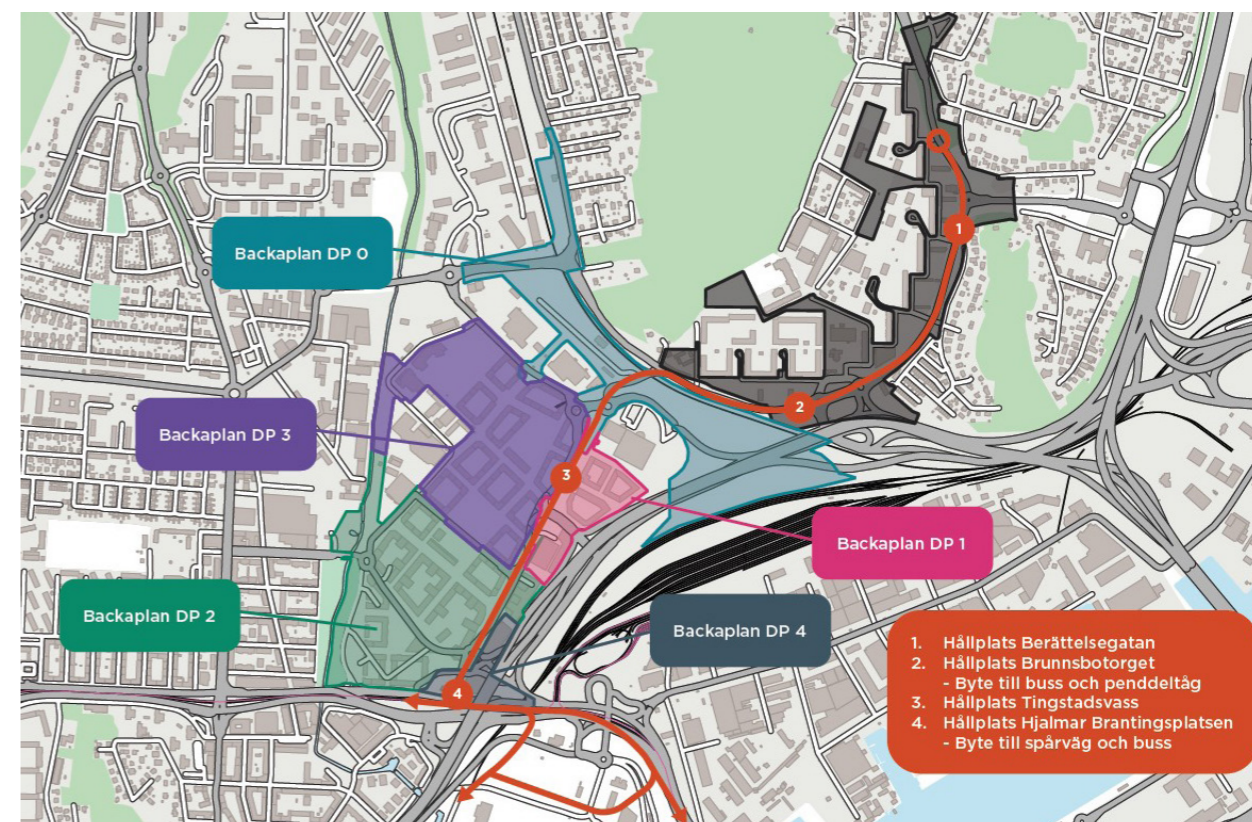 Backaplan DP 0
1
2
Backaplan DP 3
3
Backaplan DP 1
Backaplan DP 2
Backaplan DP 4
4
1. Hållplats Berättelsegatan
2. Hållplats Brunnsbotorget
- Byte till buss och penddeltåg
3. Hållplats Tingstadsvass
4. Hållplats Hjalmar Brantingsplatsen
- Byte till spårväg och buss